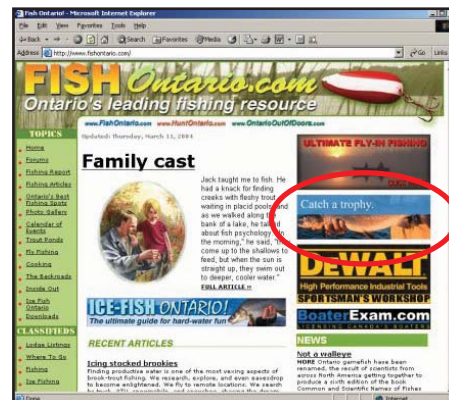 Fish Ontario! - Microsoft Internet Explorer
File Edit View Favorites Tools Help
Back Search Favorites Media
Address http://www.fishontario.com/ Go Links
FISH Ontario.com
Ontario's leading fishing resource
www.FishOntario.com www.HuntOntario.com www.OntarioOutOfDoors.com
TOPICS
Home
Forums
Fishing Report
Fishing Articles
Ontario's Best
Fishing Spots
Photo Gallery
Calendar of
Events
Trout Ponds
Fly Fishing
Cooking
The Backroads
Inside Out
Ice Fish
Ontario
Downloads
CLASSIFIEDS
Lodge Listings
Where To Go
Fishing
Ice Fishing
Updated: Thursday, March 11, 2004
Family cast
Jack taught me to fish. He
had a knack for finding
creeks with fleshy trout
waiting in placid pools and
as we walked along the
bank of a lake, he talked
about fish psychology. "In
the morning," he said, "they
come up to the shallows to
feed, but when the sun is
straight up, they swim out
to deeper, cooler water."
FULL ARTICLE
ICE-FISH ONTARIO!
The ultimate guide for hard-water fun
RECENT ARTICLES
Icing stocked brookies
Finding productive water is one of the most vexing aspects of
brook-trout fishing. We research, explore, and even eavesdrop
to become enlightened. We fly to remote locations. We search
ULTIMATE FLY-IN FISHING
Catch a trophy.
DEWALT
High Performance Industrial Tools
SPORTSMAN'S WORKSHOP
BoaterExam.com
LICENSING CANADA'S BOATERS
NEWS
Not a walleye
MORE Ontario gamefish have been
renamed, the result of scientists from
across North America getting together to
produce a sixth edition of the book
Common and Scientific Names of Fishes
Done Internet